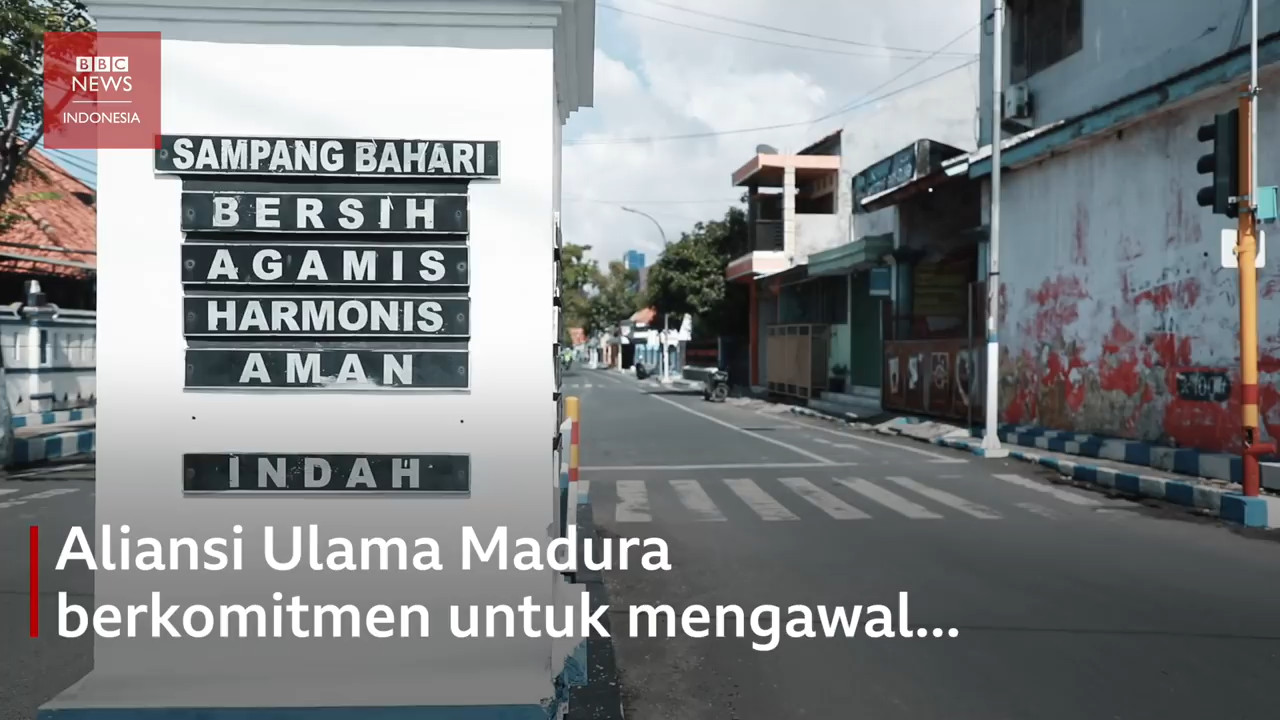 BBC
NEWS
INDONESIA
SAMPANG BAHARI
BERSIH
AGAMIS
HARMONIS
AMAN
INDAH
Aliansi Ulama Madura
berkomitmen untuk mengawal...